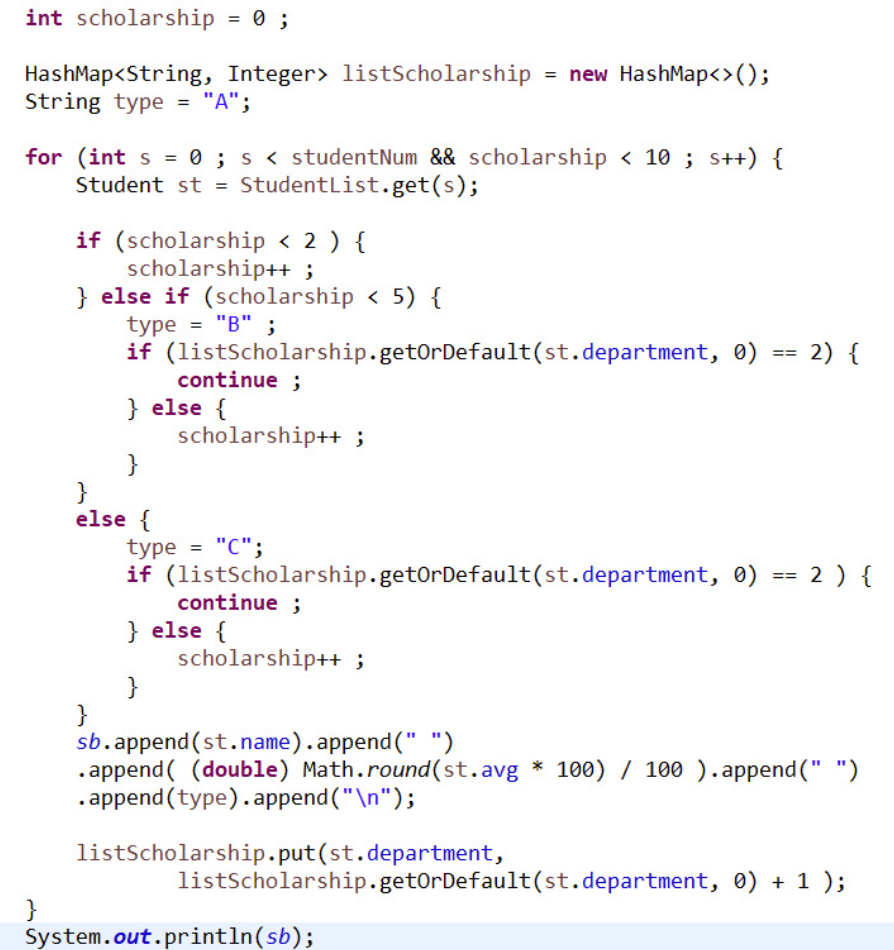 int scholarship = 0 ;
HashMap<String, Integer> listScholarship = new HashMap<>();
String type = "A";
for (int s = 0 ; s < studentNum && scholarship < 10 ; s++) {
Student st = StudentList.get(s);
if (scholarship < 2 ) {
scholarship++ ;
} else if (scholarship < 5) {
type = "B" ;
if (listScholarship.getOrDefault(st.department, 0) == 2) {
continue ;
} else {
scholarship++ ;
}
}
else {
type = "C";
if (listScholarship.getOrDefault(st.department, 0) == 2 ) {
continue ;
} else {
scholarship++ ;
}
}
sb.append(st.name).append(" ")
.append( (double) Math.round(st.avg * 100) / 100 ).append(" ")
.append(type).append("\n");
listScholarship.put(st.department,
listScholarship.getOrDefault(st.department, 0) + 1 );
}
System.out.println(sb);